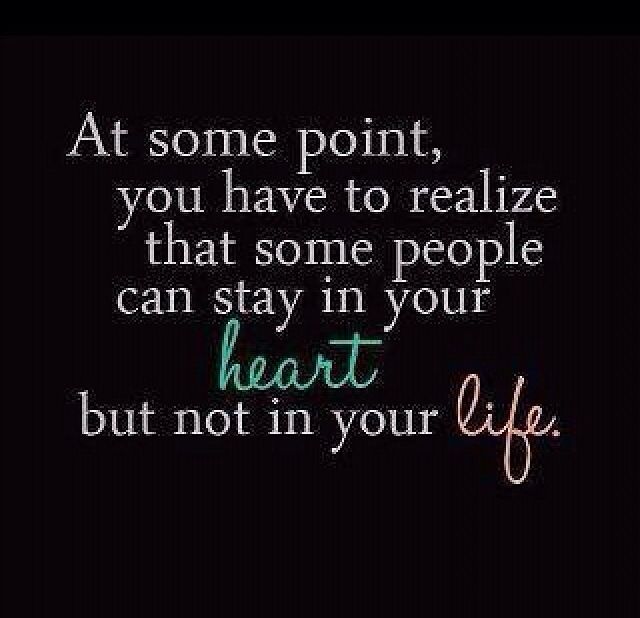 At some point,
you have to realize
that some people
can stay in your
heart
but not in your life.